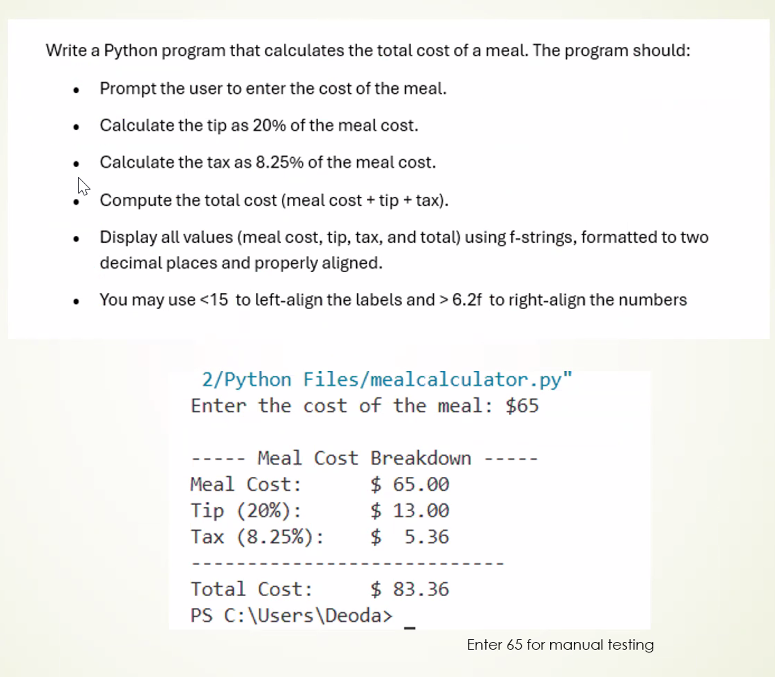 Write a Python program that calculates the total cost of a meal. The program should:
• Prompt the user to enter the cost of the meal.
• Calculate the tip as 20% of the meal cost.
• Calculate the tax as 8.25% of the meal cost.
• Compute the total cost (meal cost + tip + tax).
• Display all values (meal cost, tip, tax, and total) using f-strings, formatted to two
decimal places and properly aligned.
• You may use <15 to left-align the labels and > 6.2f to right-align the numbers
2/Python Files/mealcalculator.py"
Enter the cost of the meal: $65
----- Meal Cost Breakdown -----
Meal Cost:      $ 65.00
Tip (20%):      $ 13.00
Tax (8.25%):    $  5.36
----------------------------
Total Cost:     $ 83.36
PS C:\Users\Deoda> _
Enter 65 for manual testing